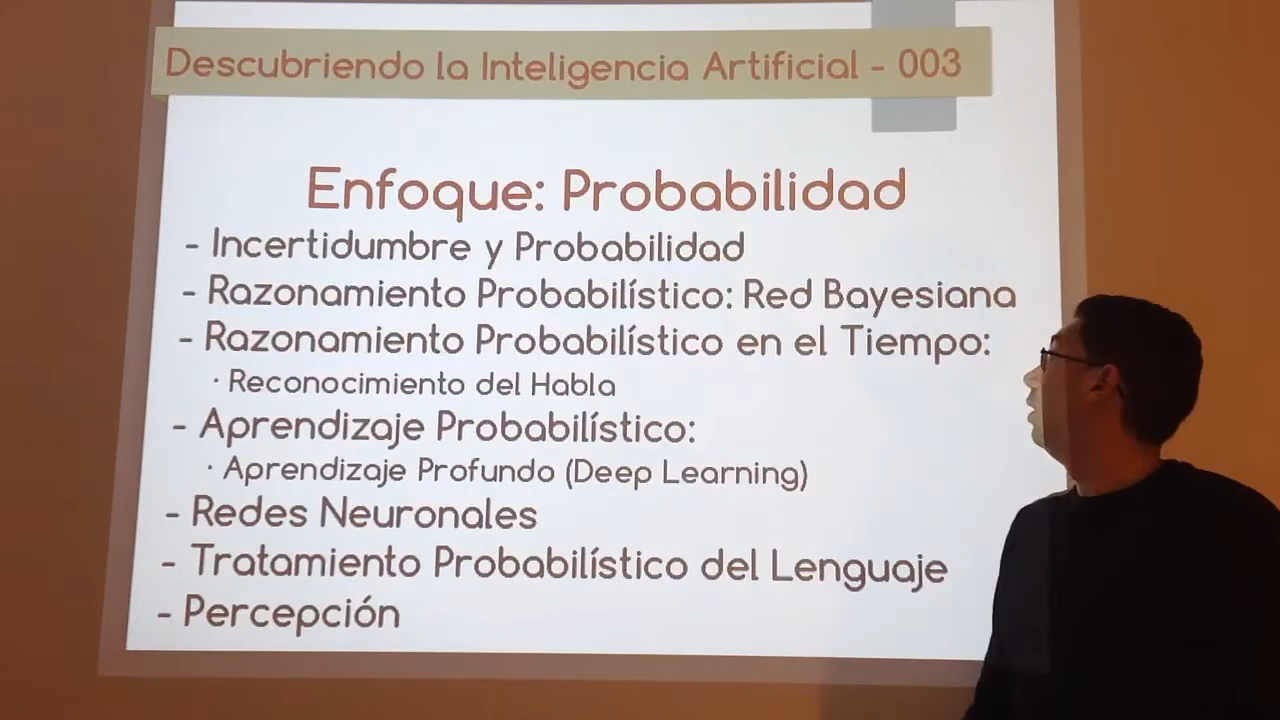 Descubriendo la Inteligencia Artificial - 003
Enfoque: Probabilidad
- Incertidumbre y Probabilidad
- Razonamiento Probabilístico: Red Bayesiana
- Razonamiento Probabilístico en el Tiempo:
· Reconocimiento del Habla
- Aprendizaje Probabilístico:
· Aprendizaje Profundo (Deep Learning)
- Redes Neuronales
- Tratamiento Probabilístico del Lenguaje
- Percepción